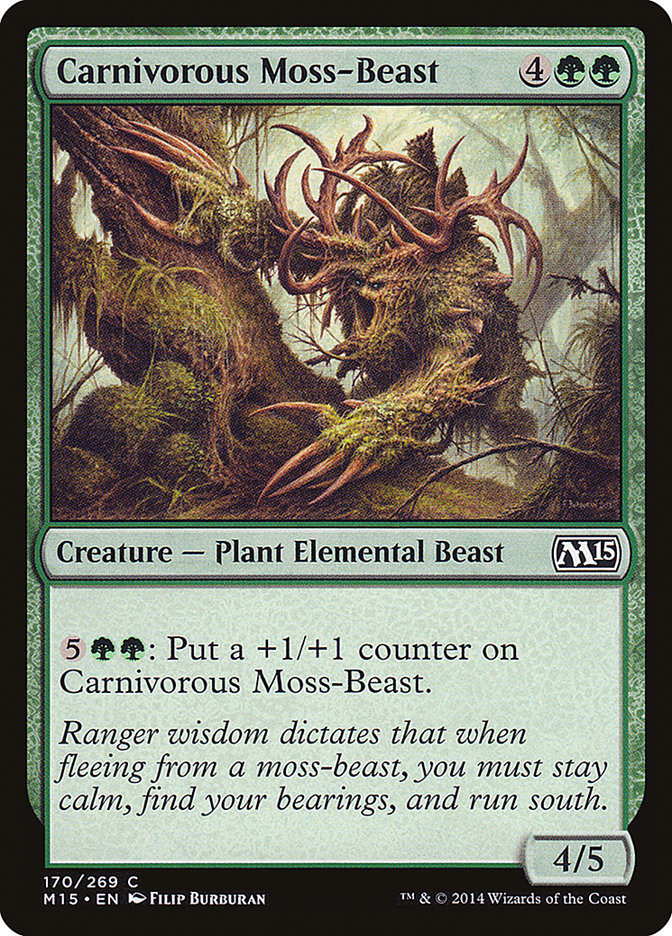 Carnivorous Moss-Beast 4
Creature — Plant Elemental Beast M15
5: Put a +1/+1 counter on
Carnivorous Moss-Beast.
Ranger wisdom dictates that when
fleeing from a moss-beast, you must stay
calm, find your bearings, and run south.
4/5
170/269 C
M15 • EN Filip Burburan ™ & © 2014 Wizards of the Coast